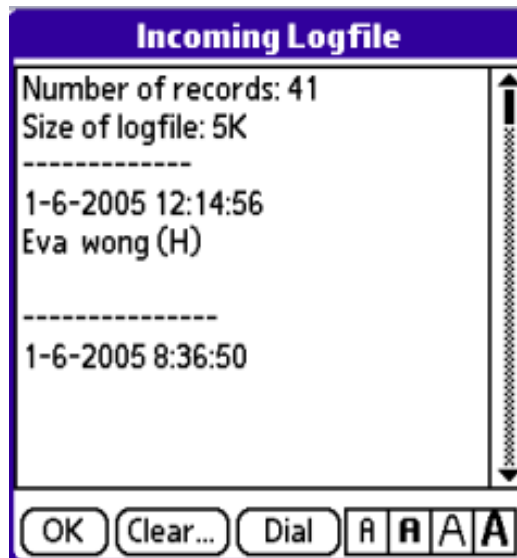 Incoming Logfile
Number of records: 41
Size of logfile: 5K
-------------
1-6-2005 12:14:56
Eva wong (H)
---------------
1-6-2005 8:36:50
OK Clear... Dial A A A A